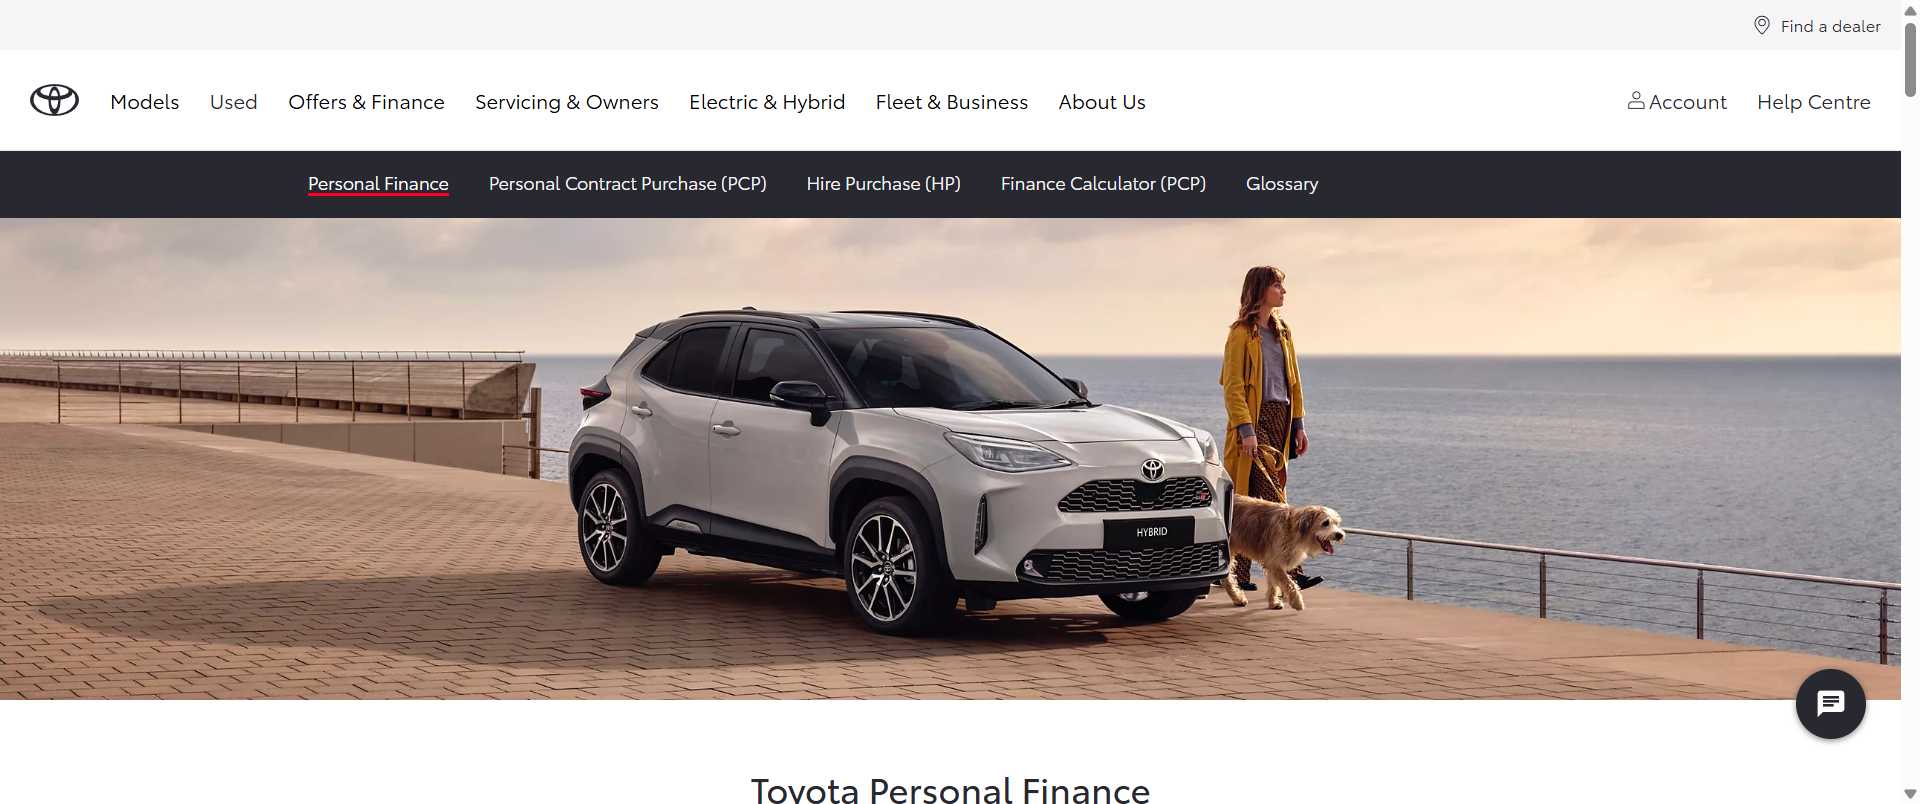 Find a dealer
Models Used Offers & Finance Servicing & Owners Electric & Hybrid Fleet & Business About Us Account Help Centre
Personal Finance Personal Contract Purchase (PCP) Hire Purchase (HP) Finance Calculator (PCP) Glossary
HYBRID
Toyota Personal Finance